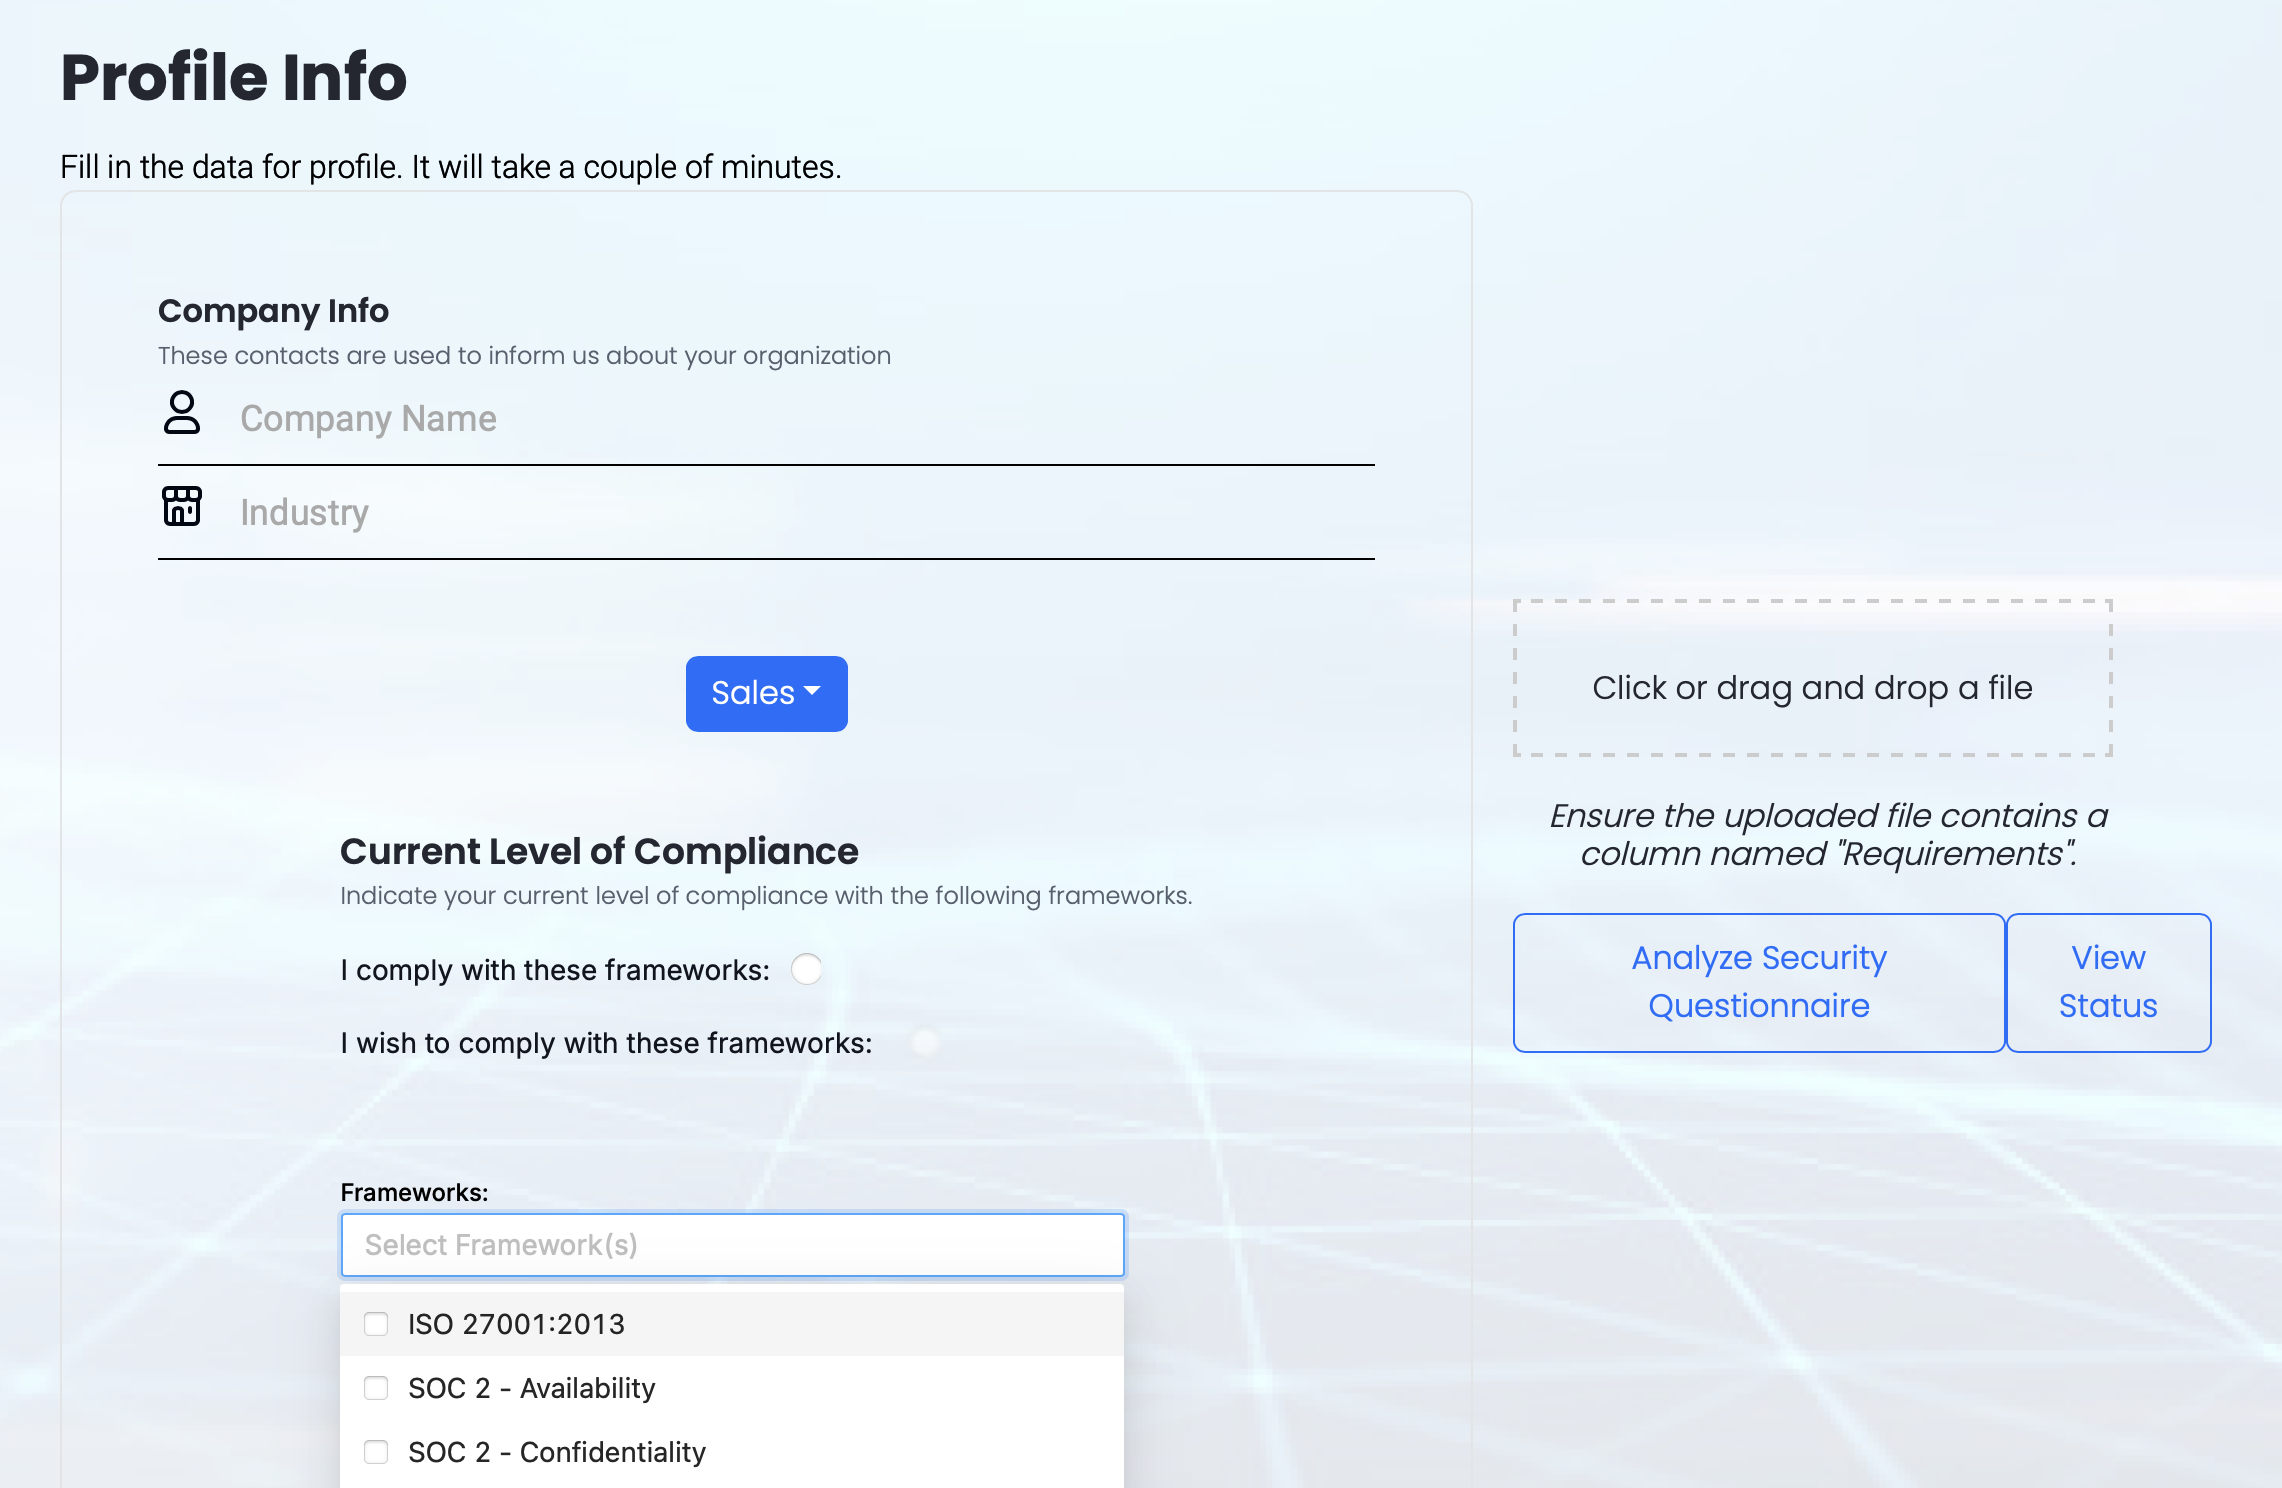 Profile Info
Fill in the data for profile. It will take a couple of minutes.
Company Info
These contacts are used to inform us about your organization
Company Name
Industry
Sales
Current Level of Compliance
Indicate your current level of compliance with the following frameworks.
I comply with these frameworks:
I wish to comply with these frameworks:
Frameworks:
Select Framework(s)
ISO 27001:2013
SOC 2 - Availability
SOC 2 - Confidentiality
Click or drag and drop a file
Ensure the uploaded file contains a
column named "Requirements".
Analyze Security
Questionnaire
View
Status